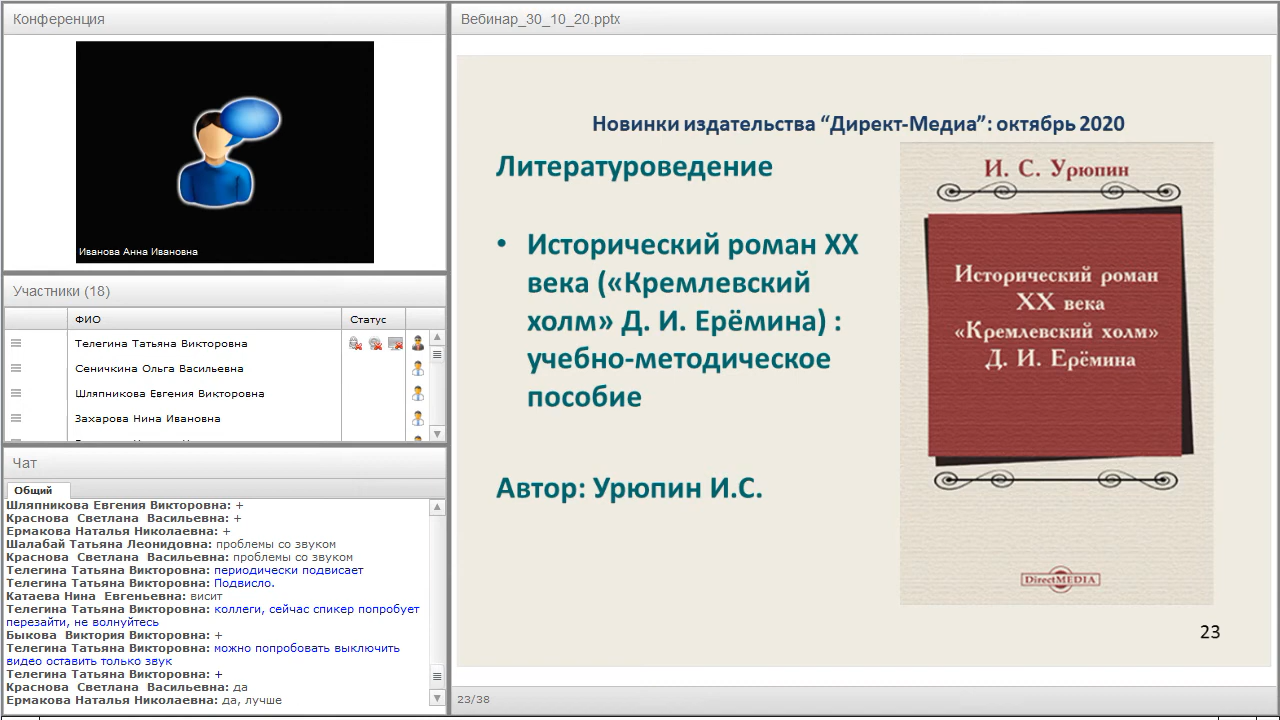 Конференция
Иванова Анна Ивановна
Участники (18)
ФИО
Статус
Телегина Татьяна Викторовна
Сеничкина Ольга Васильевна
Шляпникова Евгения Викторовна
Захарова Нина Ивановна
Чат
Общий
Шляпникова Евгения Викторовна: +
Краснова Светлана Васильевна: +
Ермакова Наталья Николаевна: +
Шалабай Татьяна Леонидовна: проблемы со звуком
Краснова Светлана Васильевна: проблемы со звуком
Телегина Татьяна Викторовна: периодически подвисает
Телегина Татьяна Викторовна: Подвисло.
Катаева Нина Евгеньевна: висит
Телегина Татьяна Викторовна: коллеги, сейчас спикер попробует
перезайти, не волнуйтесь
Быкова Виктория Викторовна: +
Телегина Татьяна Викторовна: можно попробовать выключить
видео оставить только звук
Телегина Татьяна Викторовна: +
Краснова Светлана Васильевна: да
Ермакова Наталья Николаевна: да, лучше
Вебинар_30_10_20.pptx
Новинки издательства “Директ-Медиа”: октябрь 2020
Литературоведение
• Исторический роман XX
века («Кремлевский
холм» Д. И. Ерёмина) :
учебно-методическое
пособие
Автор: Урюпин И.С.
И. С. Урюпин
Исторический роман
XX века
«Кремлевский холм»
Д. И. Ерёмина
DirectMEDIA
23
23/38